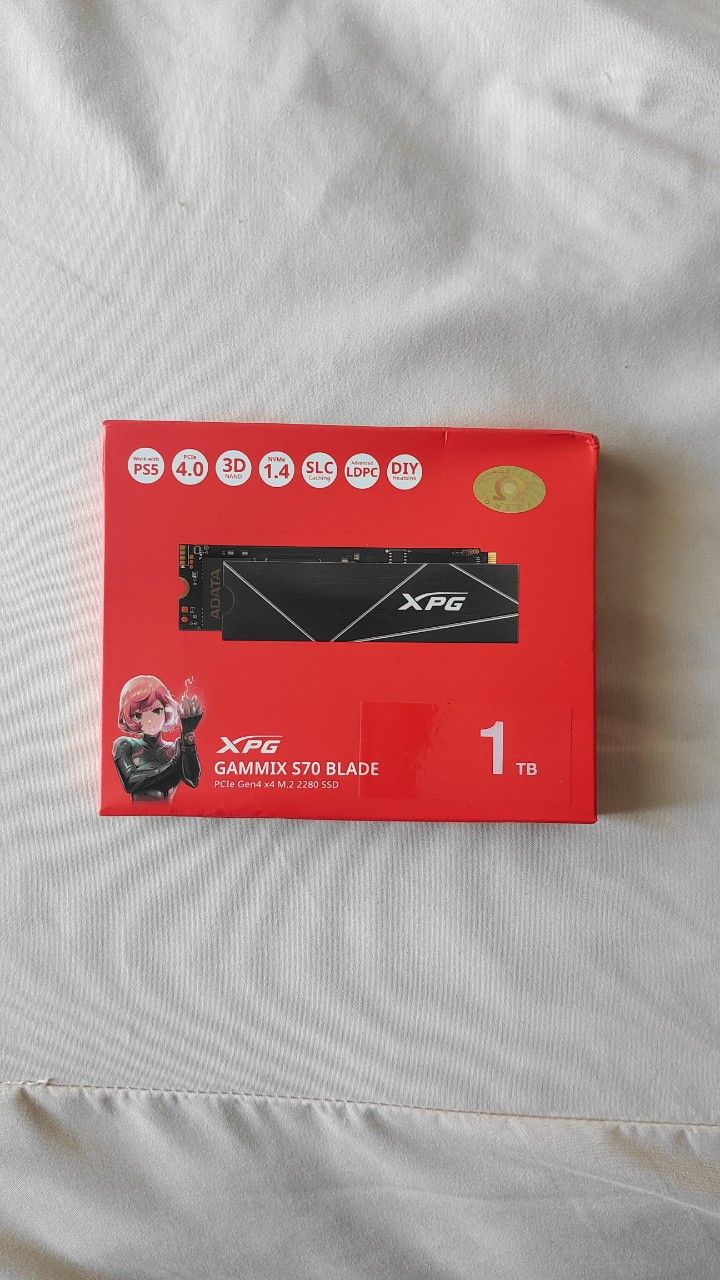 Work with
PS5
PCIe
4.0
3D
NAND
NVMe
1.4
SLC
Caching
Advanced
LDPC
DIY
Heatsink
OMEGA
ADATA
XPG
XPG
GAMMIX S70 BLADE
PCIe Gen4 x4 M.2 2280 SSD
1
TB